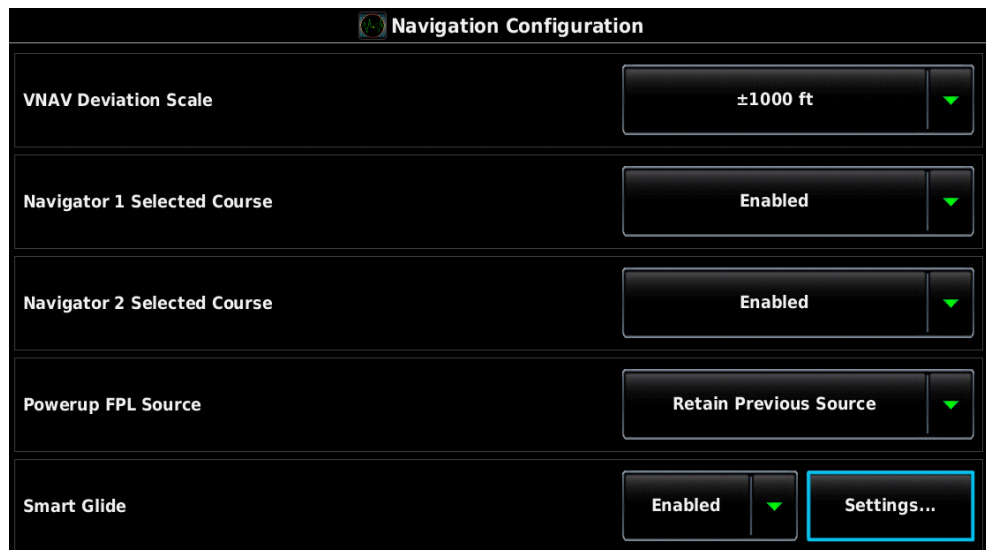 Navigation Configuration
VNAV Deviation Scale ±1000 ft
Navigator 1 Selected Course Enabled
Navigator 2 Selected Course Enabled
Powerup FPL Source Retain Previous Source
Smart Glide Enabled Settings...